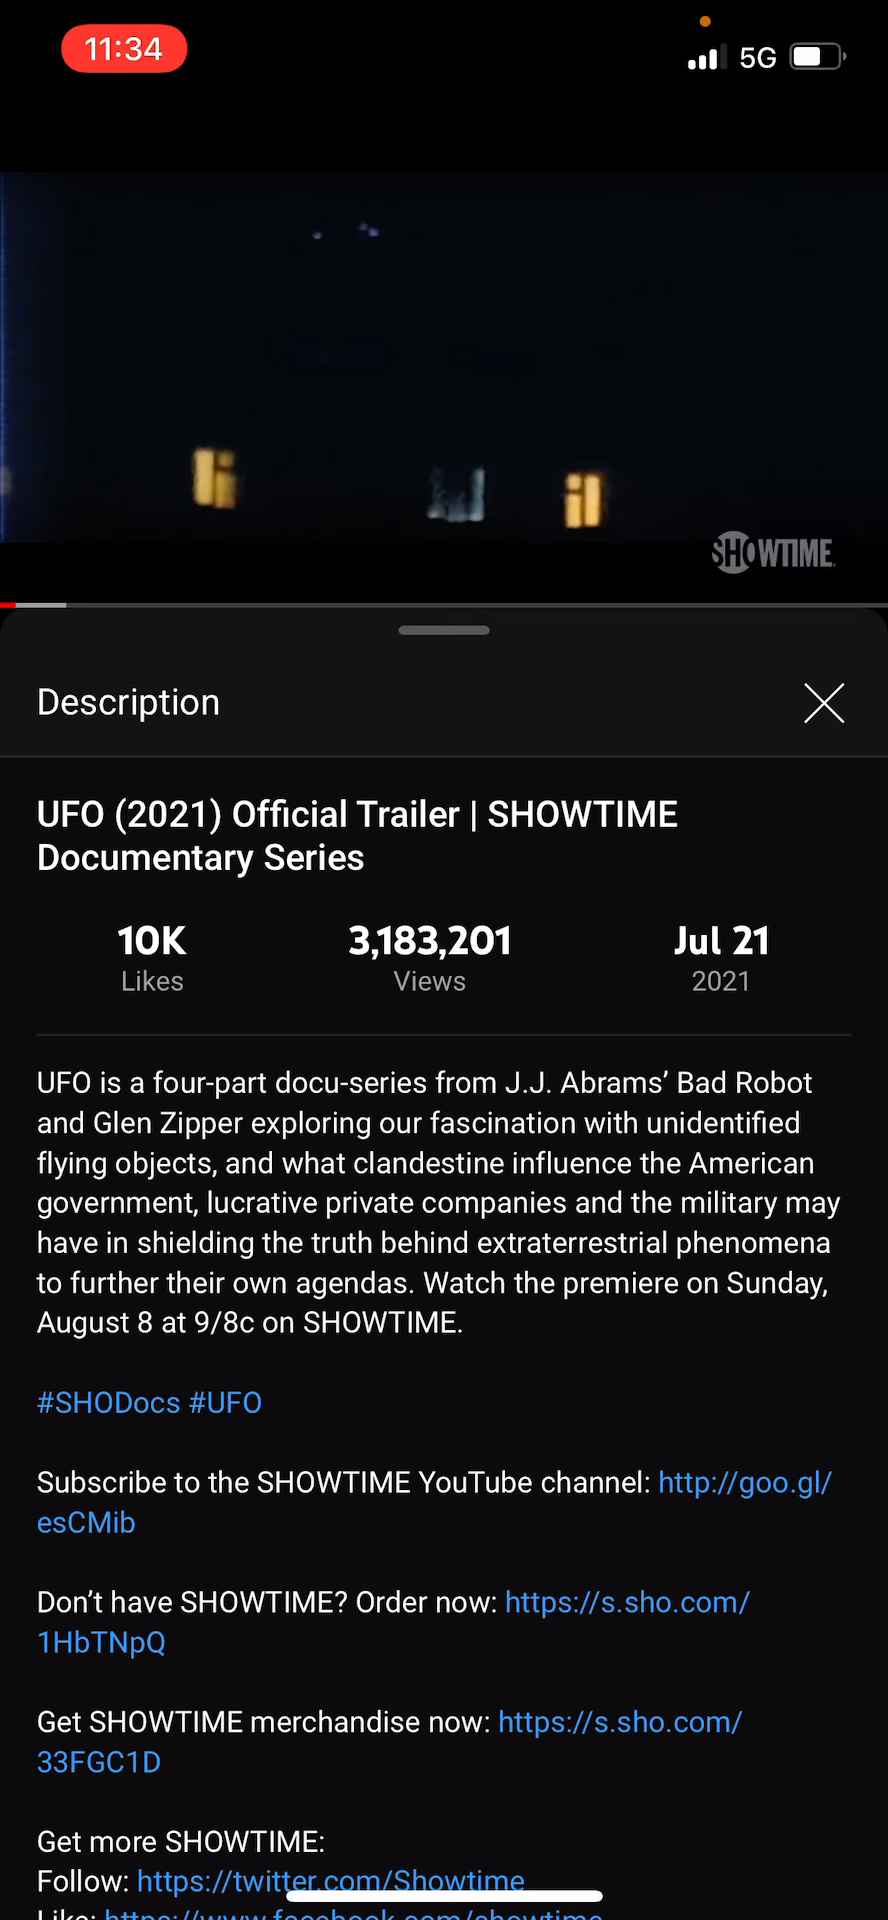 11:34
5G
SHOWTIME.
Description
UFO (2021) Official Trailer | SHOWTIME
Documentary Series
10K
3,183,201
Jul 21
Likes
Views
2021
UFO is a four-part docu-series from J.J. Abrams’ Bad Robot
and Glen Zipper exploring our fascination with unidentified
flying objects, and what clandestine influence the American
government, lucrative private companies and the military may
have in shielding the truth behind extraterrestrial phenomena
to further their own agendas. Watch the premiere on Sunday,
August 8 at 9/8c on SHOWTIME.
#SHODocs #UFO
Subscribe to the SHOWTIME YouTube channel: http://goo.gl/
esCMib
Don’t have SHOWTIME? Order now: https://s.sho.com/
1HbTNpQ
Get SHOWTIME merchandise now: https://s.sho.com/
33FGC1D
Get more SHOWTIME:
Follow: https://twitter.com/Showtime
Like: https://www.facebook.com/showtime